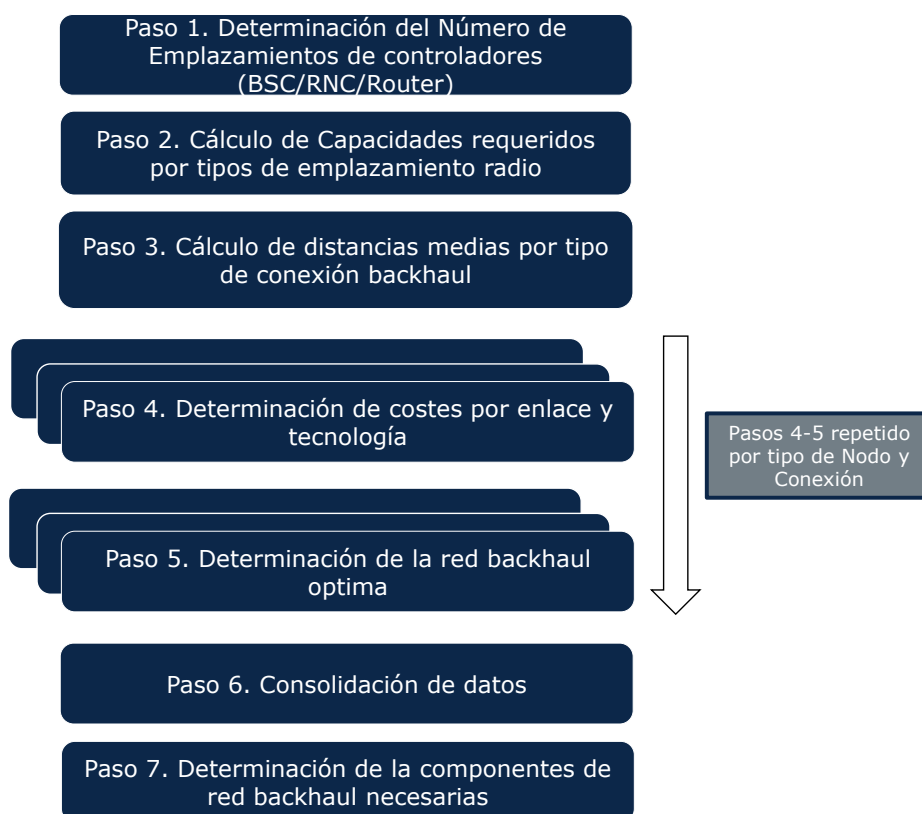 Paso 1. Determinación del Número de
Emplazamientos de controladores
(BSC/RNC/Router)
Paso 2. Cálculo de Capacidades requeridos
por tipos de emplazamiento radio
Paso 3. Cálculo de distancias medias por tipo
de conexión backhaul
Paso 4. Determinación de costes por enlace y
tecnología
Pasos 4-5 repetido
por tipo de Nodo y
Conexión
Paso 5. Determinación de la red backhaul
optima
Paso 6. Consolidación de datos
Paso 7. Determinación de la componentes de
red backhaul necesarias